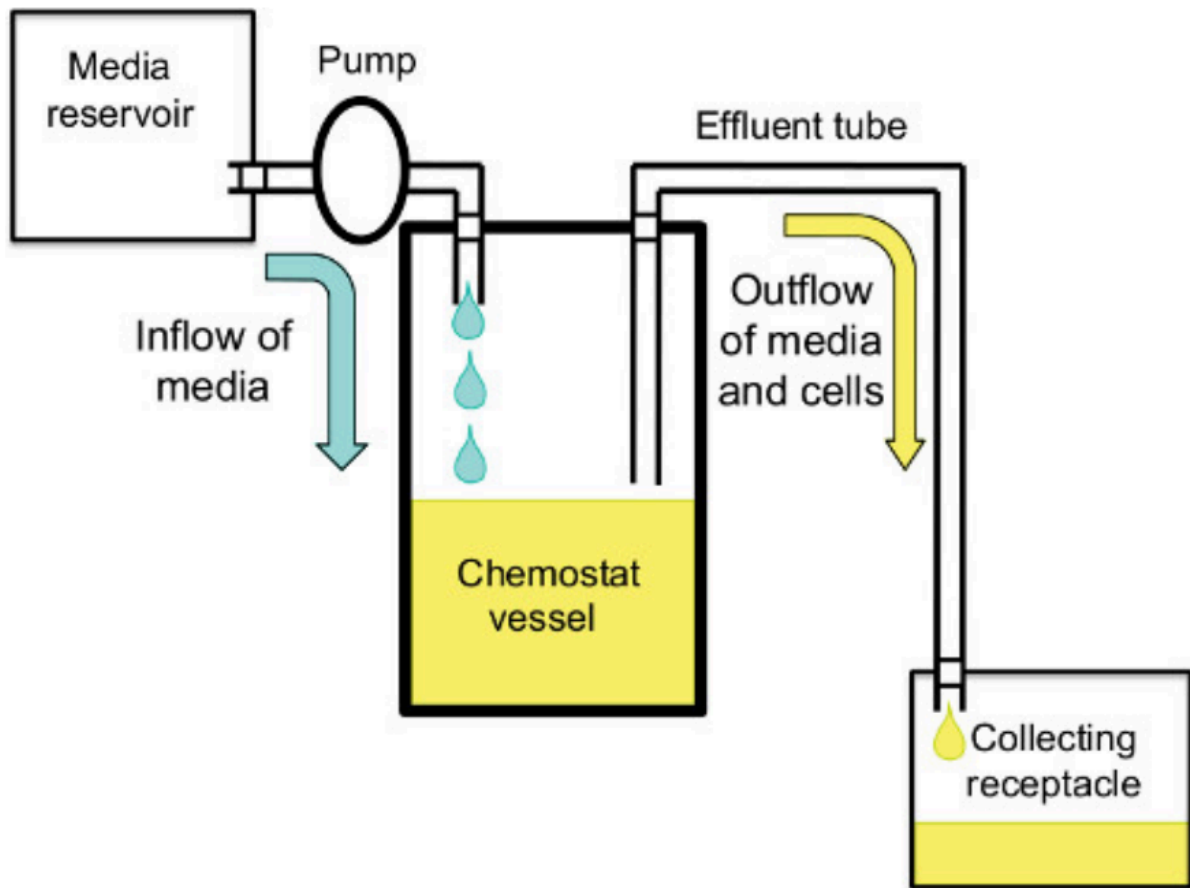 Media
reservoir
Pump
Effluent tube
Inflow of
media
Outflow
of media
and cells
Chemostat
vessel
Collecting
receptacle